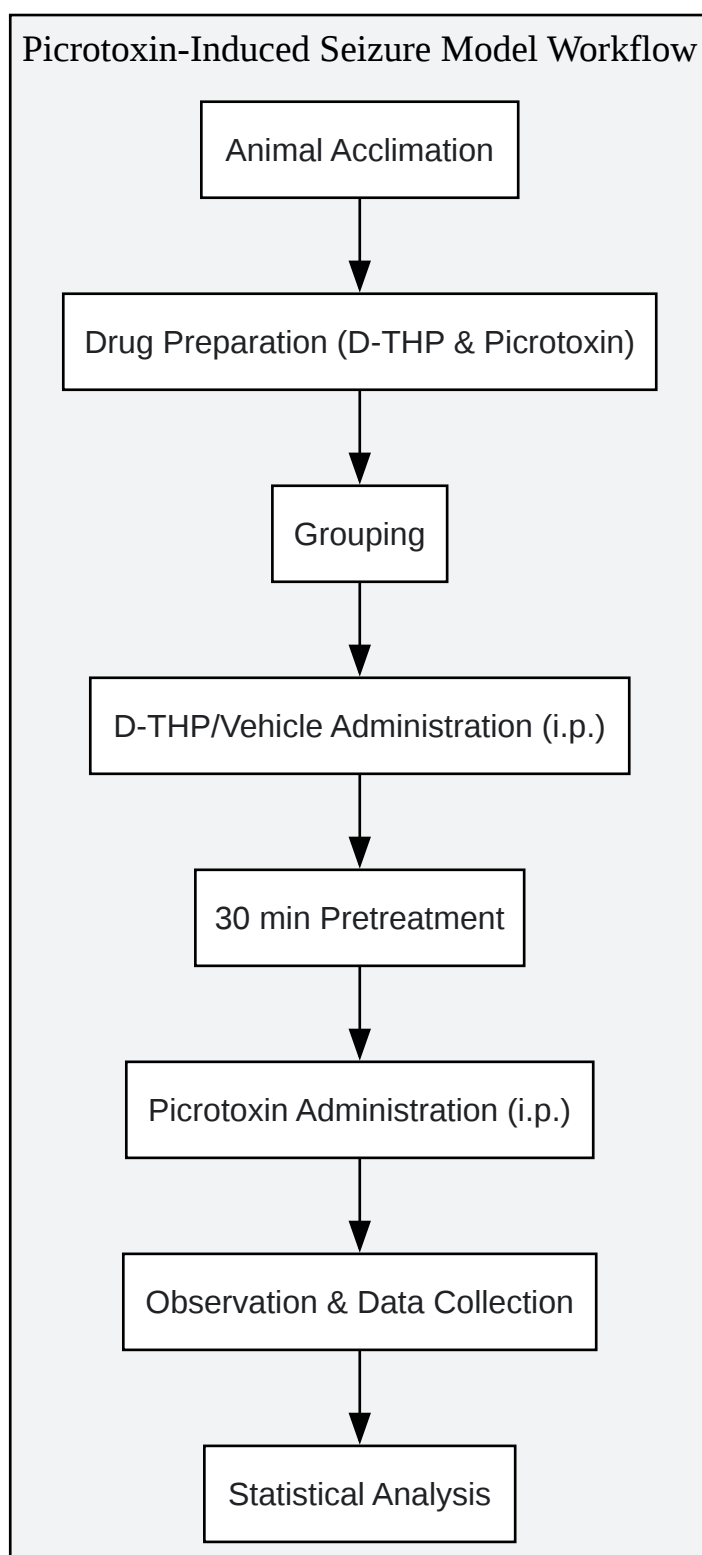 Picrotoxin-Induced Seizure Model Workflow
Animal Acclimation
Drug Preparation (D-THP & Picrotoxin)
Grouping
D-THP/Vehicle Administration (i.p.)
30 min Pretreatment
Picrotoxin Administration (i.p.)
Observation & Data Collection
Statistical Analysis